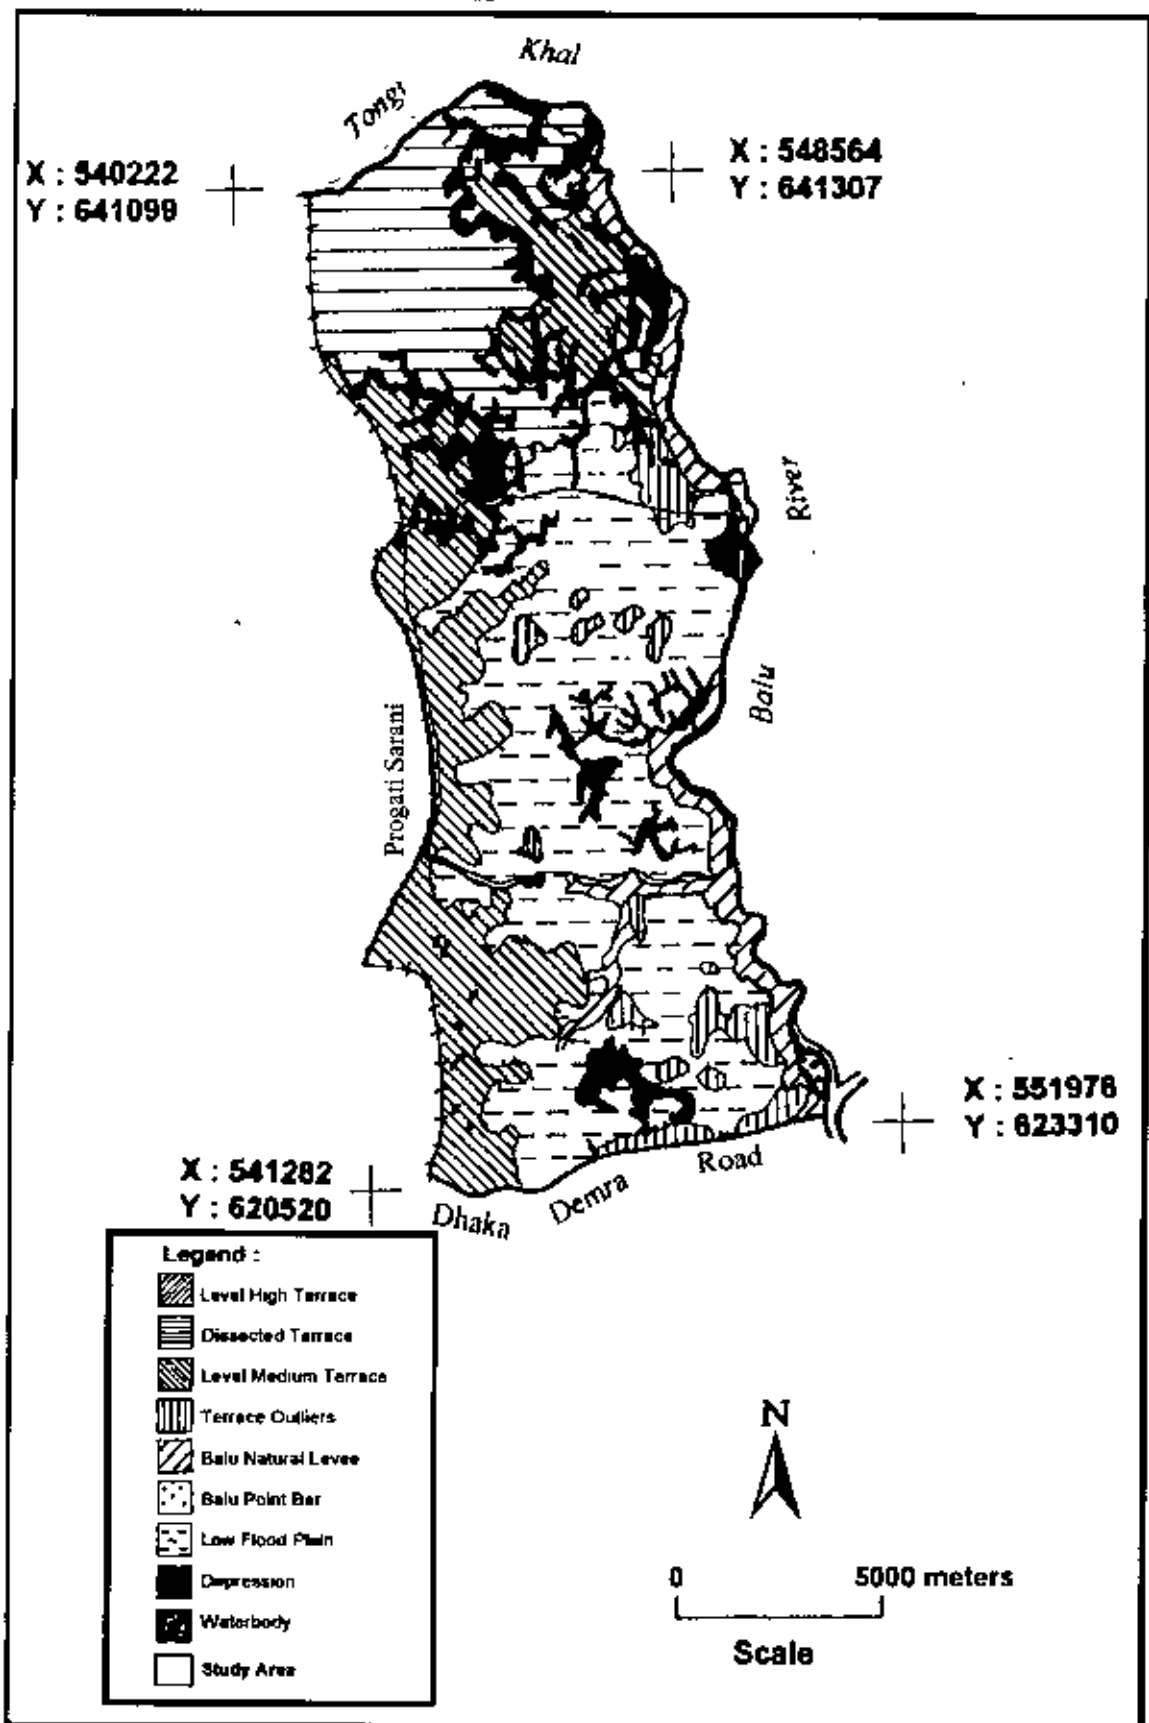 Khal
Tongi
X : 540222
Y : 641099
X : 548564
Y : 641307
River
Balu
Progati Sarani
X : 551976
Y : 623310
X : 541282
Y : 620520
Dhaka
Demra
Road
Legend :
Level High Terrace
Dissected Terrace
Level Medium Terrace
Terrace Outliers
Balu Natural Levee
Balu Point Bar
Low Flood Plain
Depression
Waterbody
Study Area
N
0 5000 meters
Scale